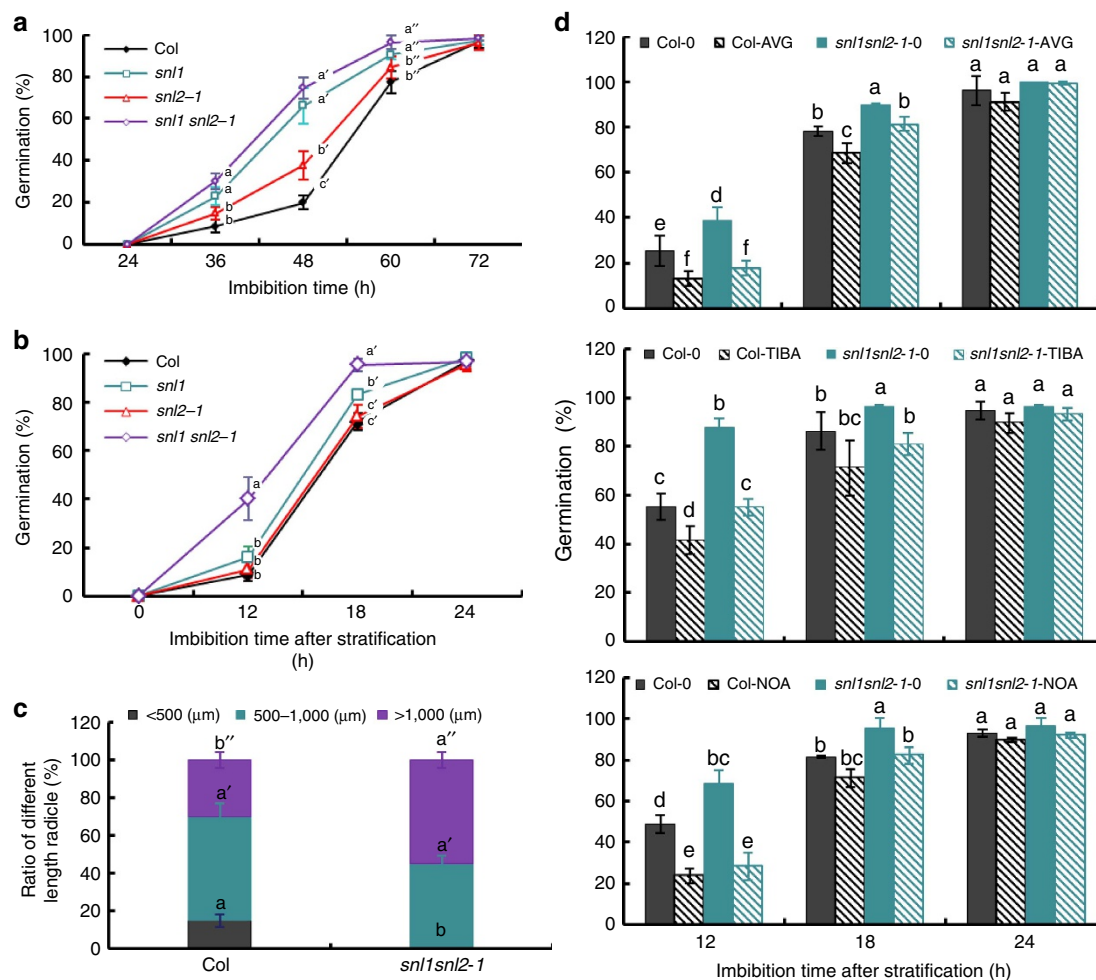 a
100
80
60
40
20
0
Germination (%)
Col
snl1
snl2–1
snl1 snl2–1
a
a
b
b
a′
a′
b′
c′
a′′
a′′
b′′
b′′
24 36 48 60 72
Imbibition time (h)
b
100
80
60
40
20
0
Germination (%)
Col
snl1
snl2–1
snl1 snl2–1
a
b
b
b
a′
b′
c′
c′
0 12 18 24
Imbibition time after stratification
(h)
c
<500 (μm) 500–1,000 (μm) >1,000 (μm)
120
100
80
60
40
20
0
Ratio of different
length radicle (%)
b′′
a′
a
a′′
a′
b
Col snl1snl2-1
d
Col-0 Col-AVG snl1snl2-1-0 snl1snl2-1-AVG
120
100
80
60
40
20
0
e f d f
b c a b
a a a a
Germination (%)
Col-0 Col-TIBA snl1snl2-1-0 snl1snl2-1-TIBA
120
100
80
60
40
20
0
c d b c
b bc a b
a a a a
Col-0 Col-NOA snl1snl2-1-0 snl1snl2-1-NOA
120
100
80
60
40
20
0
d e bc e
b bc a b
a a a a
12 18 24
Imbibition time after stratification (h)